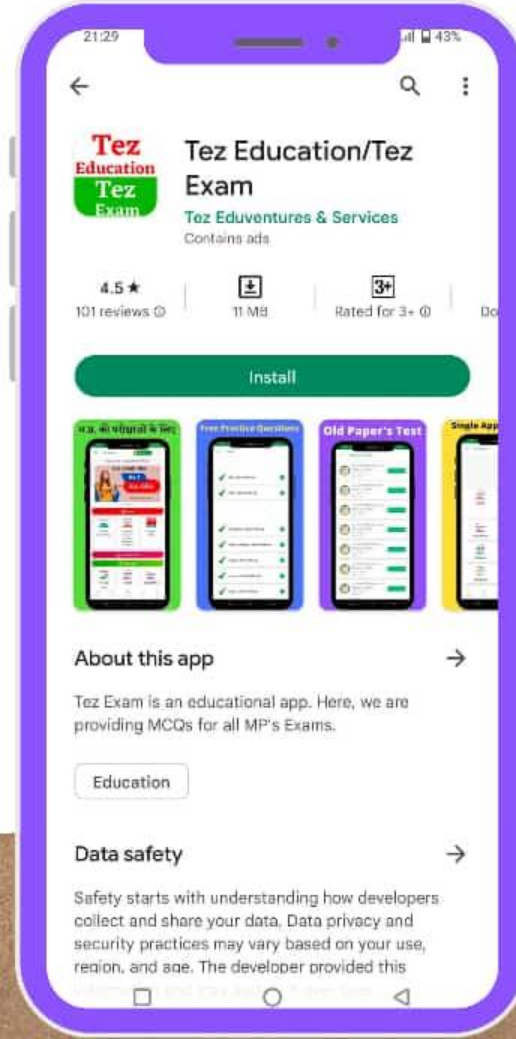 21:29
43%
Tez
Education
Tez
Exam
Tez Education/Tez
Exam
Tez Eduventures & Services
Contains ads
4.5 ★
101 reviews
11 MB
3+
Rated for 3+
Do
Install
म.प्र. की परीक्षाओं के लिए
Free Practice Questions
Old Paper's Test
Single App
About this app
Tez Exam is an educational app. Here, we are
providing MCQs for all MP's Exams.
Education
Data safety
Safety starts with understanding how developers
collect and share your data. Data privacy and
security practices may vary based on your use,
region, and age. The developer provided this